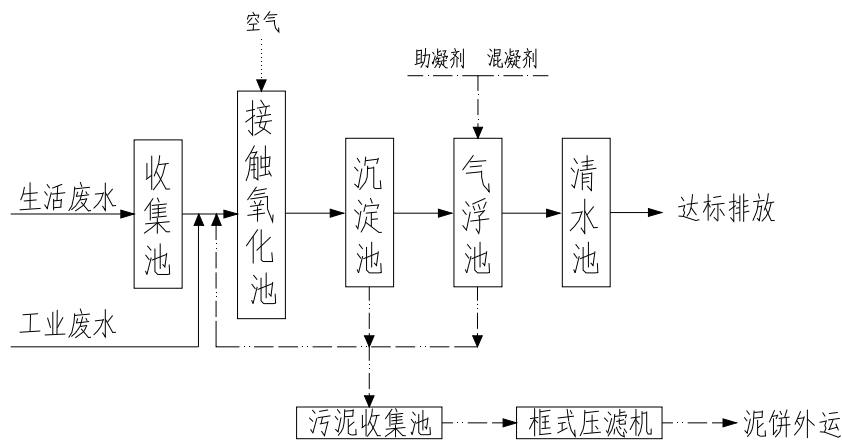 空气
助凝剂 混凝剂
生活废水
收集池
接触氧化池
沉淀池
气浮池
清水池
达标排放
工业废水
污泥收集池
框式压滤机
泥饼外运